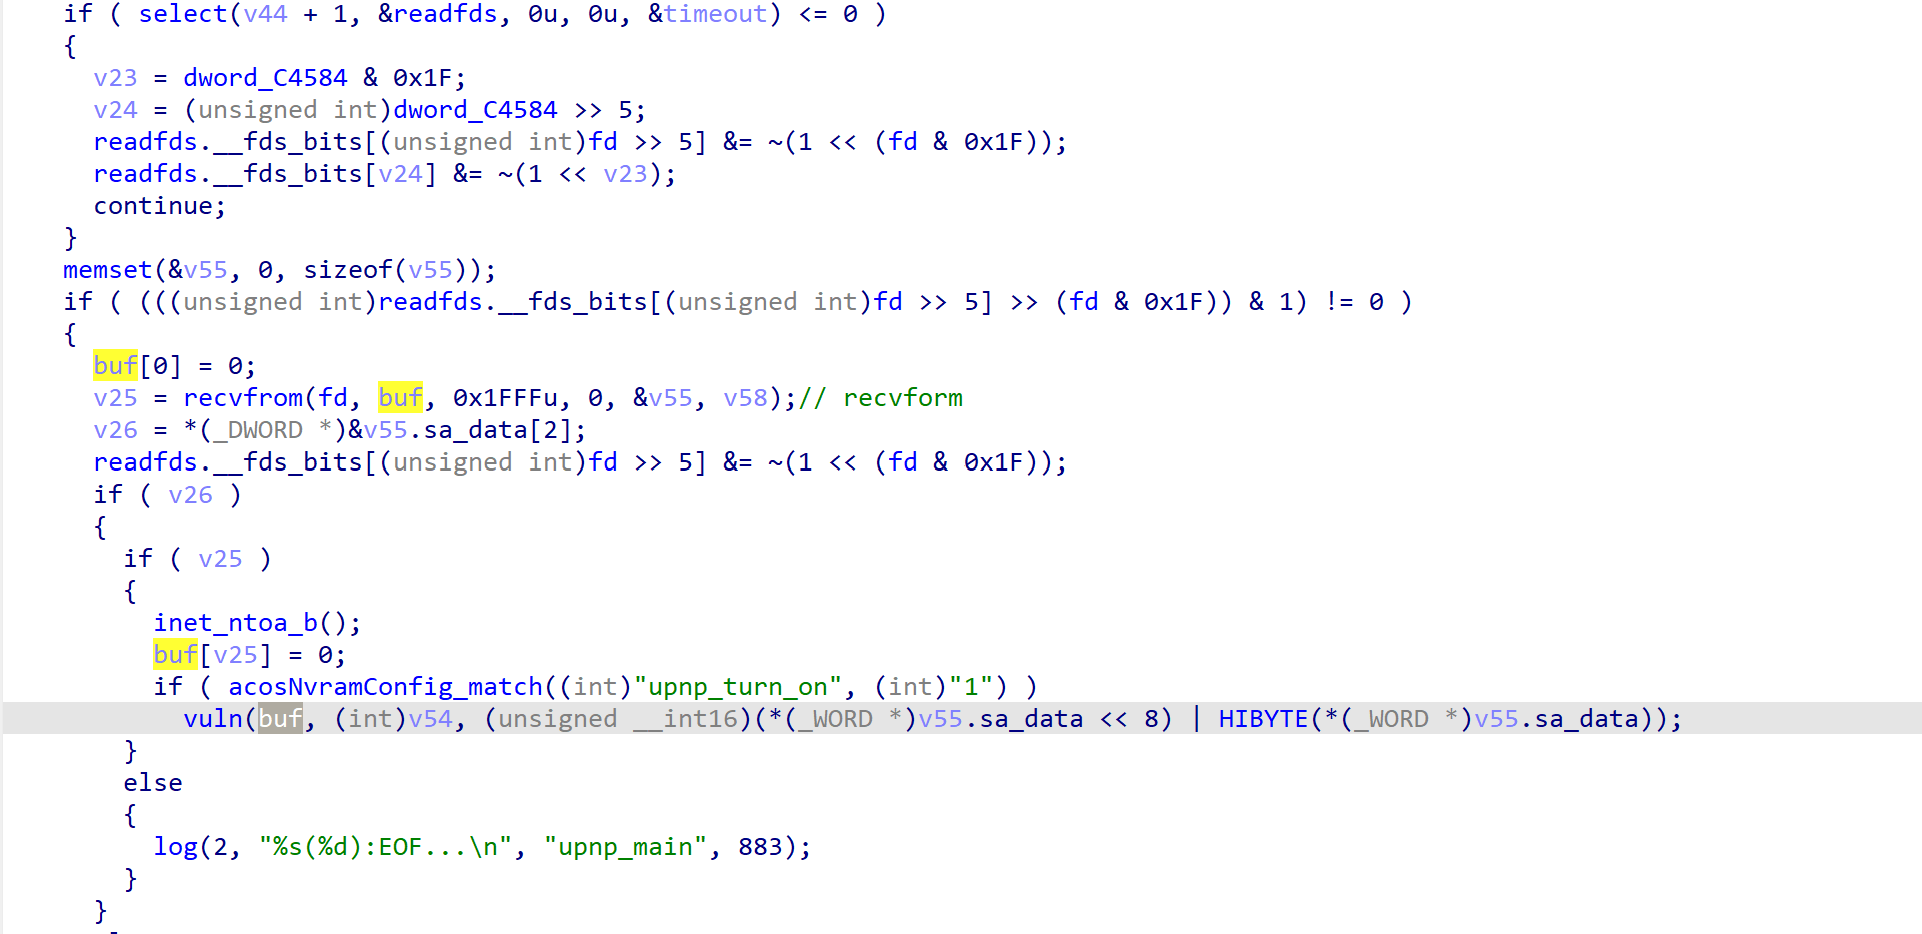 if ( select(v44 + 1, &readfds, 0u, 0u, &timeout) <= 0 )
{
v23 = dword_C4584 & 0x1F;
v24 = (unsigned int)dword_C4584 >> 5;
readfds.__fds_bits[(unsigned int)fd >> 5] &= ~(1 << (fd & 0x1F));
readfds.__fds_bits[v24] &= ~(1 << v23);
continue;
}
memset(&v55, 0, sizeof(v55));
if ( (((unsigned int)readfds.__fds_bits[(unsigned int)fd >> 5] >> (fd & 0x1F)) & 1) != 0 )
{
buf[0] = 0;
v25 = recvfrom(fd, buf, 0x1FFFu, 0, &v55, v58);// recvform
v26 = *(_DWORD *)&v55.sa_data[2];
readfds.__fds_bits[(unsigned int)fd >> 5] &= ~(1 << (fd & 0x1F));
if ( v26 )
{
if ( v25 )
{
inet_ntoa_b();
buf[v25] = 0;
if ( acosNvramConfig_match((int)"upnp_turn_on", (int)"1") )
vuln(buf, (int)v54, (unsigned __int16)(*(_WORD *)v55.sa_data << 8) | HIBYTE(*(_WORD *)v55.sa_data));
}
else
{
log(2, "%s(%d):EOF...\n", "upnp_main", 883);
}
}